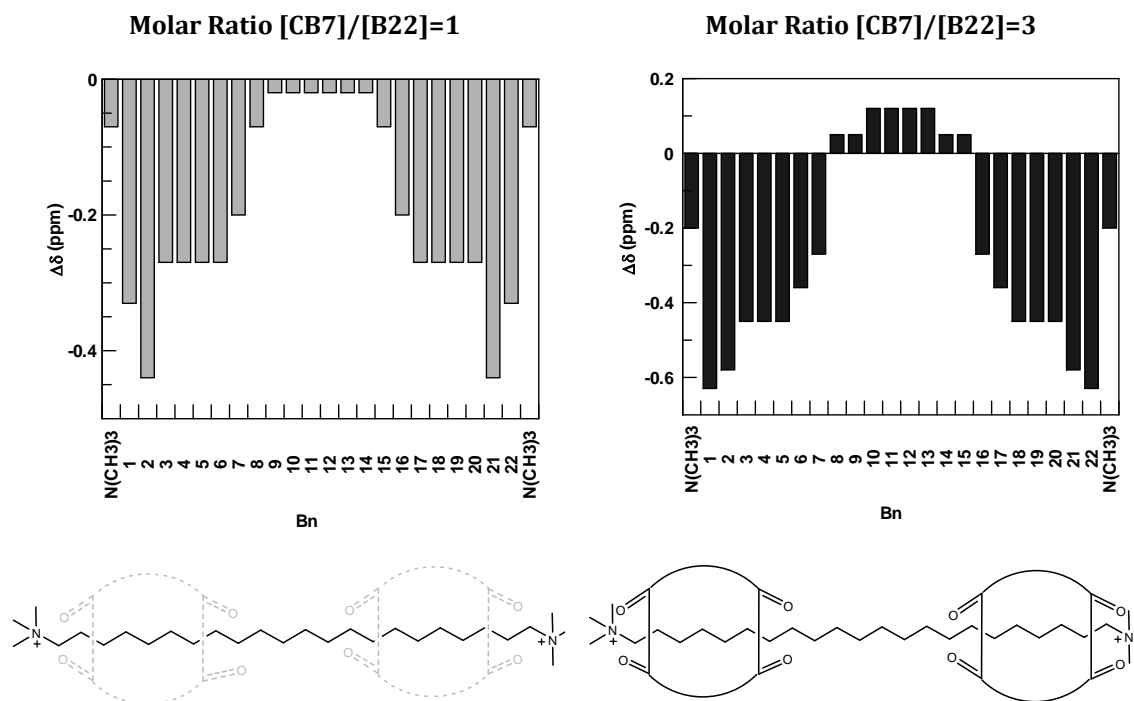 Molar Ratio [CB7]/[B22]=1
0
-0.2
-0.4
Δδ (ppm)
N(CH3)3
1
2
3
4
5
6
7
8
9
10
11
12
13
14
15
16
17
18
19
20
21
22
N(CH3)3
Bn
Molar Ratio [CB7]/[B22]=3
0.2
0
-0.2
-0.4
-0.6
Δδ (ppm)
N(CH3)3
1
2
3
4
5
6
7
8
9
10
11
12
13
14
15
16
17
18
19
20
21
22
N(CH3)3
Bn
O
O
O
O
N
+
+
N
O
O
O
O
O
O
O
O
N
+
+
N
O
O
O
O